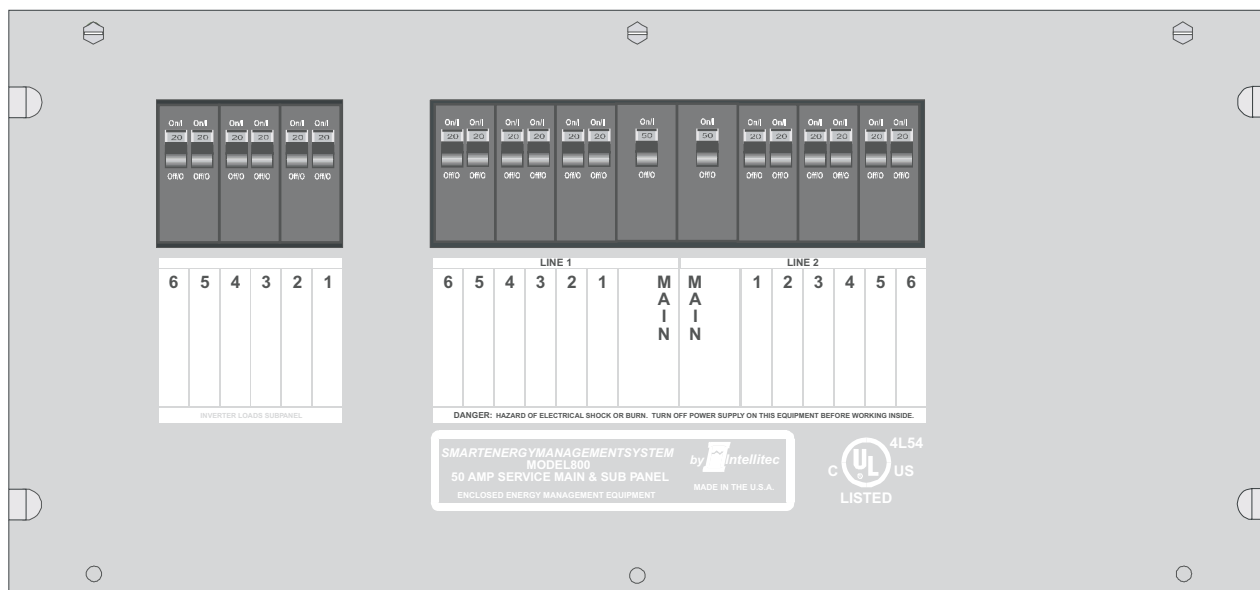 On/I On/I On/I On/I On/I On/I
20 20 20 20 20 20
Off/O Off/O Off/O Off/O Off/O Off/O
6 5 4 3 2 1
INVERTER LOADS SUBPANEL
On/I On/I On/I On/I On/I On/I On/I On/I On/I On/I On/I On/I On/I On/I
20 20 20 20 20 20 50 50 20 20 20 20 20 20
Off/O Off/O Off/O Off/O Off/O Off/O Off/O Off/O Off/O Off/O Off/O Off/O Off/O Off/O
LINE 1 LINE 2
6 5 4 3 2 1 MAIN MAIN 1 2 3 4 5 6
DANGER: HAZARD OF ELECTRICAL SHOCK OR BURN. TURN OFF POWER SUPPLY ON THIS EQUIPMENT BEFORE WORKING INSIDE.
SMARTENERGYMANAGEMENTSYSTEM
MODEL800
50 AMP SERVICE MAIN & SUB PANEL
ENCLOSED ENERGY MANAGEMENT EQUIPMENT
by Intellitec
MADE IN THE U.S.A.
4L54
C UL ® US
LISTED